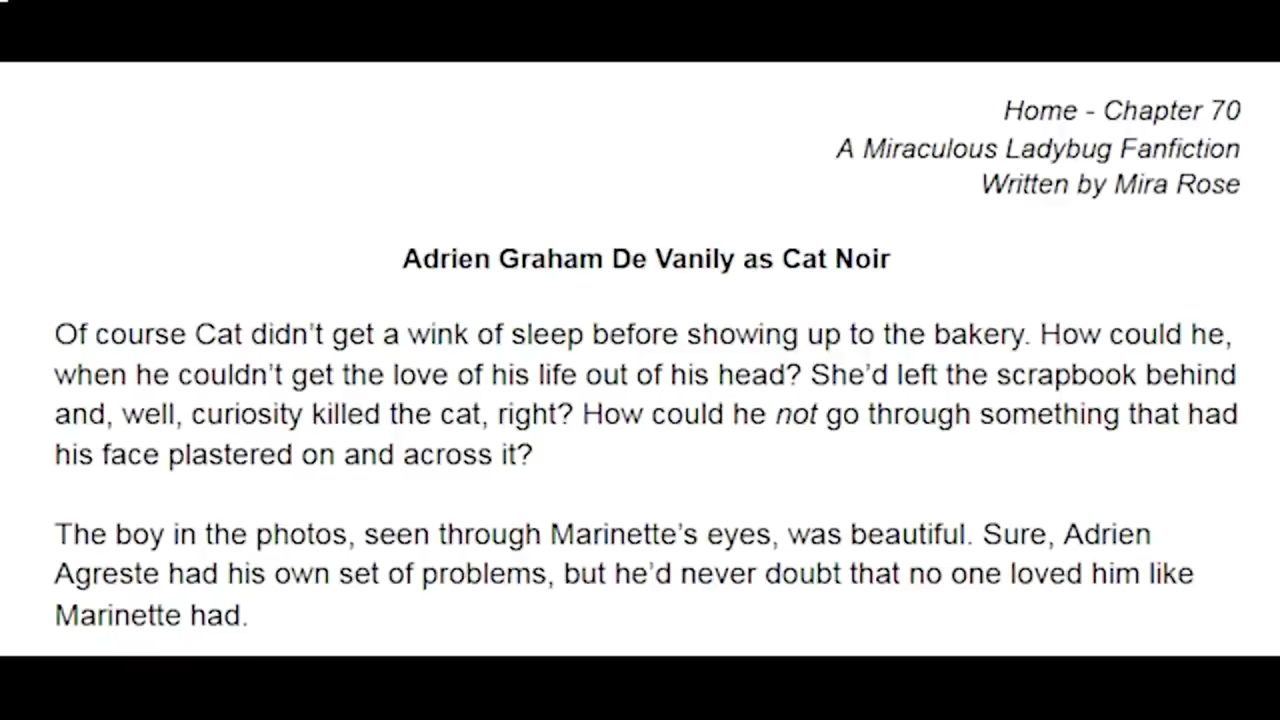 Home - Chapter 70
A Miraculous Ladybug Fanfiction
Written by Mira Rose
Adrien Graham De Vanily as Cat Noir
Of course Cat didn't get a wink of sleep before showing up to the bakery. How could he,
when he couldn't get the love of his life out of his head? She'd left the scrapbook behind
and, well, curiosity killed the cat, right? How could he not go through something that had
his face plastered on and across it?
The boy in the photos, seen through Marinette's eyes, was beautiful. Sure, Adrien
Agreste had his own set of problems, but he'd never doubt that no one loved him like
Marinette had.